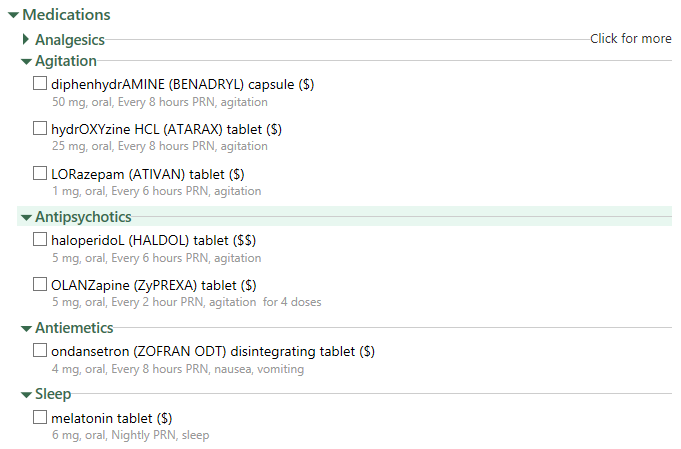 Medications
Analgesics Click for more
Agitation
diphenhydrAMINE (BENADRYL) capsule ($)
50 mg, oral, Every 8 hours PRN, agitation
hydrOXYzine HCL (ATARAX) tablet ($)
25 mg, oral, Every 8 hours PRN, agitation
LORazepam (ATIVAN) tablet ($)
1 mg, oral, Every 6 hours PRN, agitation
Antipsychotics
haloperidoL (HALDOL) tablet ($$)
5 mg, oral, Every 6 hours PRN, agitation
OLANZapine (ZyPREXA) tablet ($)
5 mg, oral, Every 2 hour PRN, agitation for 4 doses
Antiemetics
ondansetron (ZOFRAN ODT) disintegrating tablet ($)
4 mg, oral, Every 8 hours PRN, nausea, vomiting
Sleep
melatonin tablet ($)
6 mg, oral, Nightly PRN, sleep